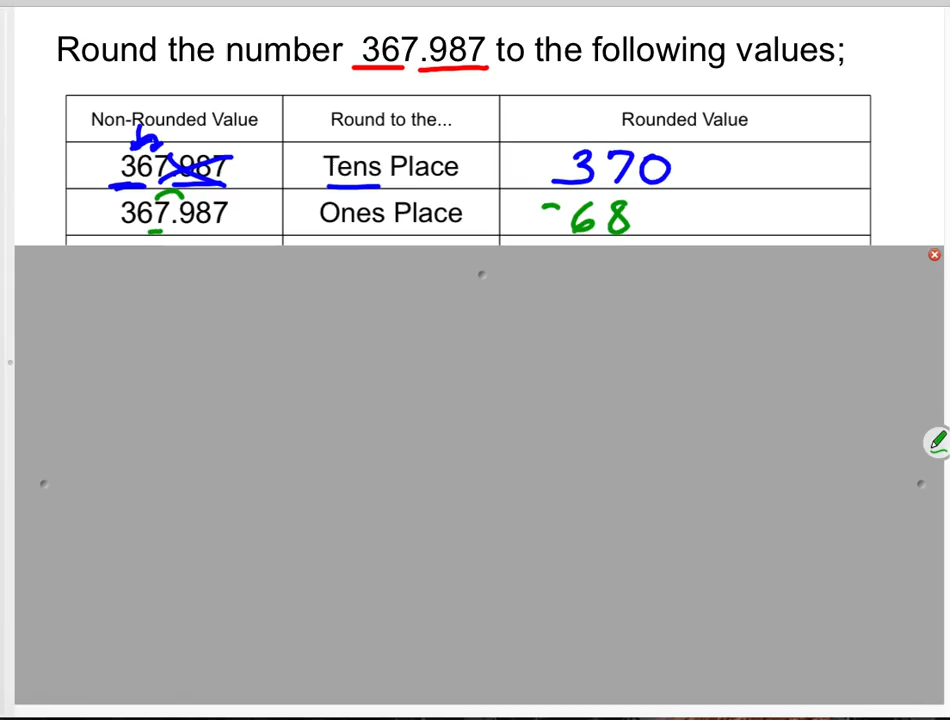 Round the number 367.987 to the following values;
Non-Rounded Value Round to the... Rounded Value
367.987 Tens Place 370
367.987 Ones Place 68